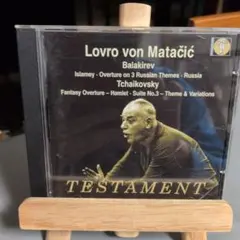 Lovro von Matačić
Balakirev
Islamey · Overture on 3 Russian Themes · Russia
Tchaikovsky
Fantasy Overture – Hamlet · Suite No.3 – Theme & Variations
TESTAMENT